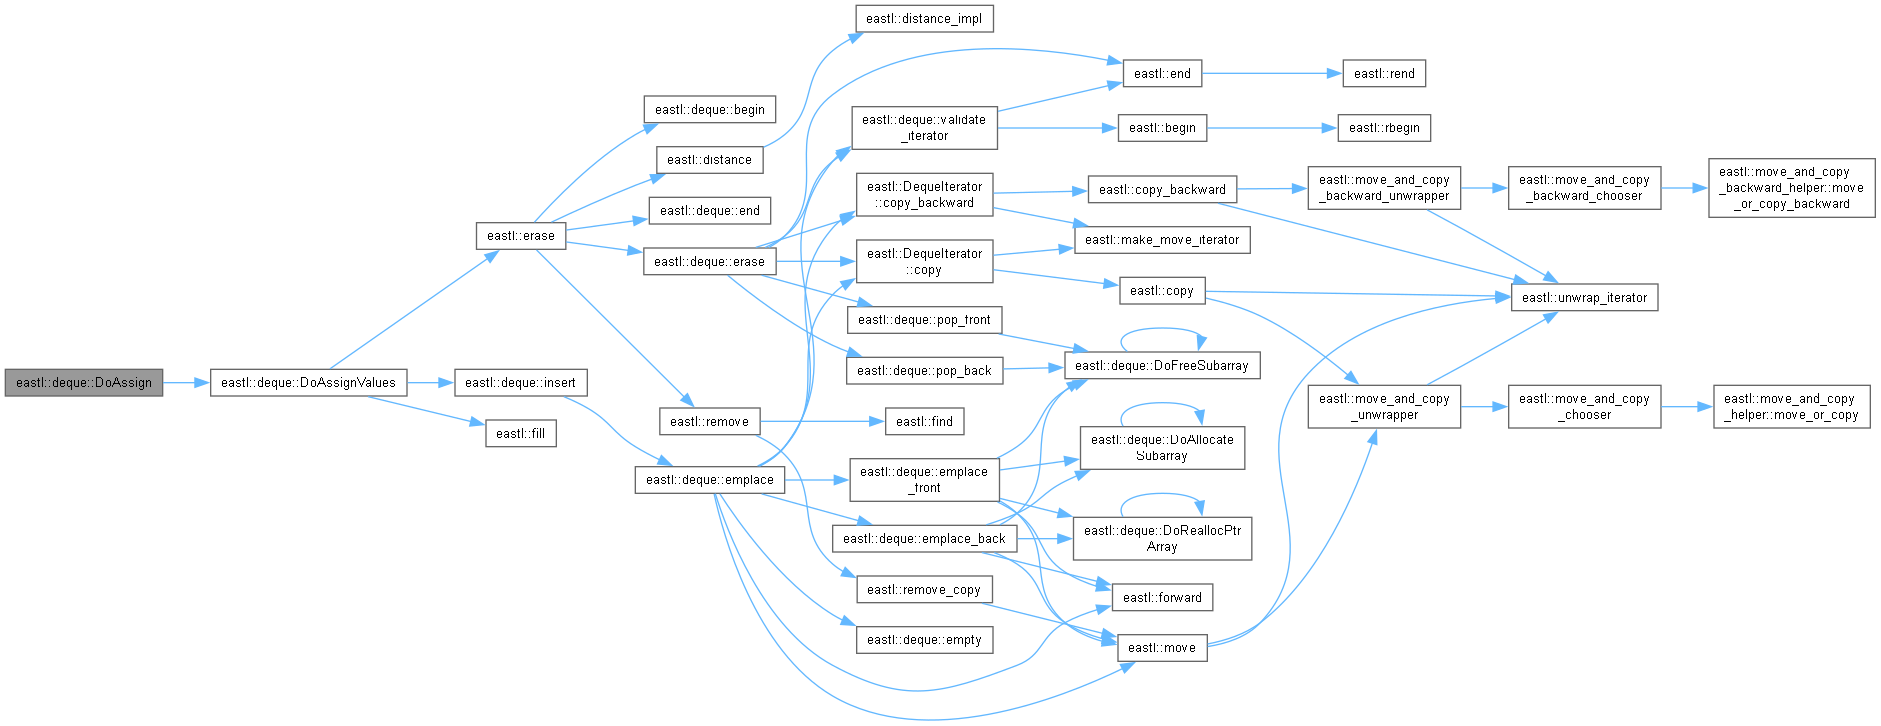 eastl::deque::DoAssign
eastl::deque::DoAssignValues
eastl::erase
eastl::deque::insert
eastl::fill
eastl::deque::begin
eastl::distance
eastl::deque::end
eastl::deque::erase
eastl::remove
eastl::deque::emplace
eastl::distance_impl
eastl::deque::validate
_iterator
eastl::DequeIterator
::copy_backward
eastl::DequeIterator
::copy
eastl::deque::pop_front
eastl::deque::pop_back
eastl::find
eastl::deque::emplace
_front
eastl::deque::emplace_back
eastl::remove_copy
eastl::deque::empty
eastl::end
eastl::begin
eastl::copy_backward
eastl::make_move_iterator
eastl::copy
eastl::deque::DoFreeSubarray
eastl::deque::DoAllocate
Subarray
eastl::deque::DoReallocPtr
Array
eastl::forward
eastl::move
eastl::rend
eastl::rbegin
eastl::move_and_copy
_backward_unwrapper
eastl::move_and_copy
_unwrapper
eastl::move_and_copy
_backward_chooser
eastl::unwrap_iterator
eastl::move_and_copy
_chooser
eastl::move_and_copy
_backward_helper::move
_or_copy_backward
eastl::move_and_copy
_helper::move_or_copy